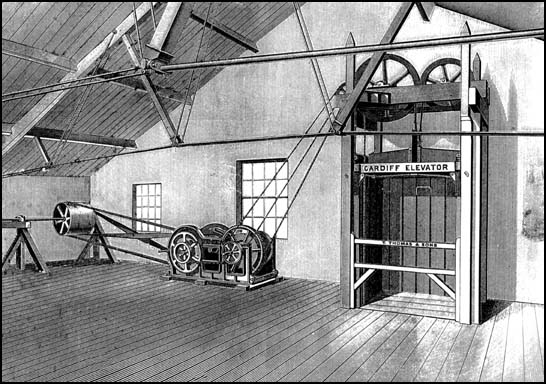 CARDIFF ELEVATOR
T. THOMAS & SONS